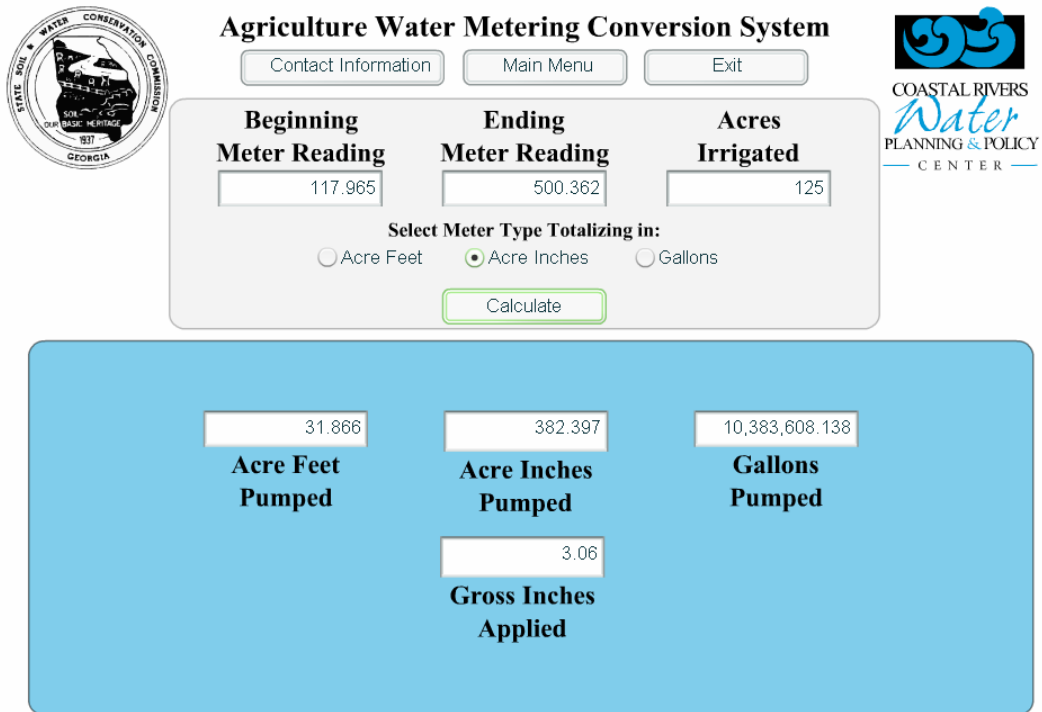 Agriculture Water Metering Conversion System
Contact Information
Main Menu
Exit
STATE SOIL & WATER CONSERVATION COMMISSION
SOIL-
OUR BASIC HERITAGE
1937
GEORGIA
COASTAL RIVERS
Water
PLANNING & POLICY
CENTER
Beginning
Meter Reading
117.965
Ending
Meter Reading
500.362
Acres
Irrigated
125
Select Meter Type Totalizing in:
Acre Feet
Acre Inches
Gallons
Calculate
31.866
Acre Feet
Pumped
382.397
Acre Inches
Pumped
10,383,608.138
Gallons
Pumped
3.06
Gross Inches
Applied